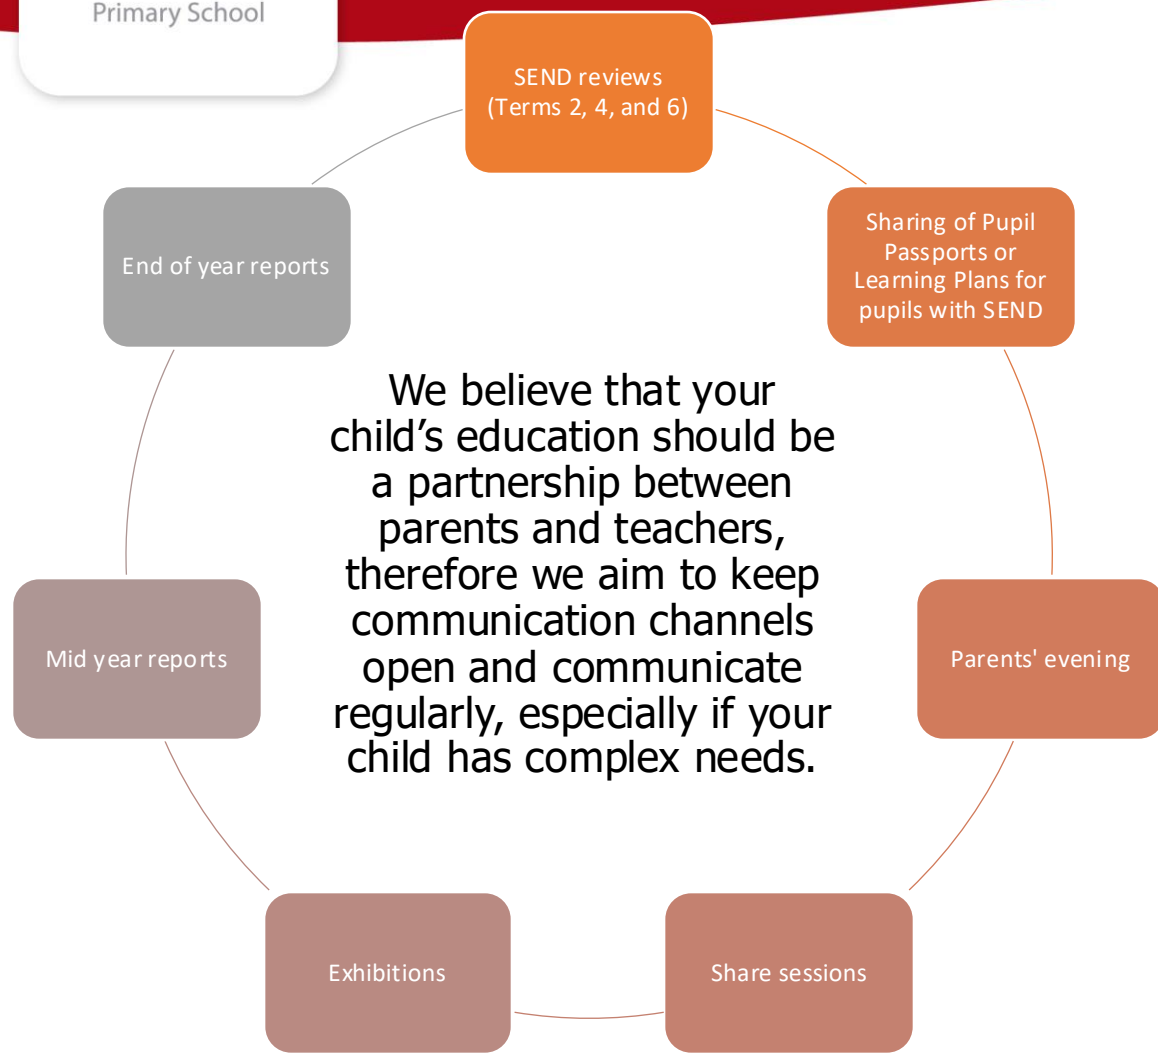 Primary School
SEND reviews
(Terms 2, 4, and 6)
Sharing of Pupil
Passports or
Learning Plans for
pupils with SEND
Parents' evening
Share sessions
Exhibitions
Mid year reports
End of year reports
We believe that your
child’s education should be
a partnership between
parents and teachers,
therefore we aim to keep
communication channels
open and communicate
regularly, especially if your
child has complex needs.